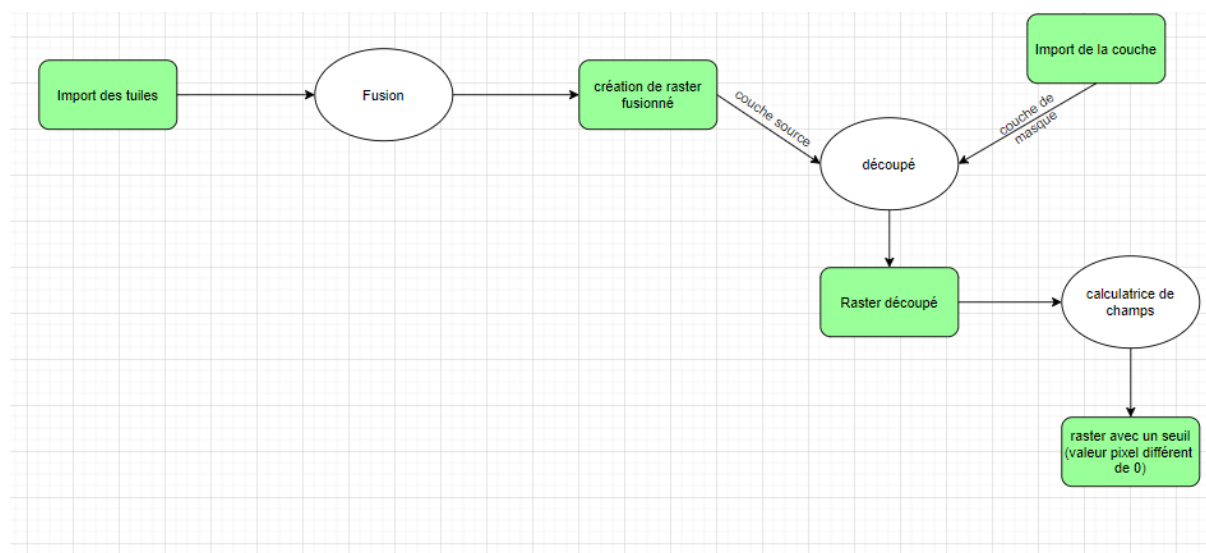 Import des tuiles
Fusion
création de raster
fusionné
Import de la couche
couche source
couche de
masque
découpé
Raster découpé
calculatrice de
champs
raster avec un seuil
(valeur pixel différent
de 0)